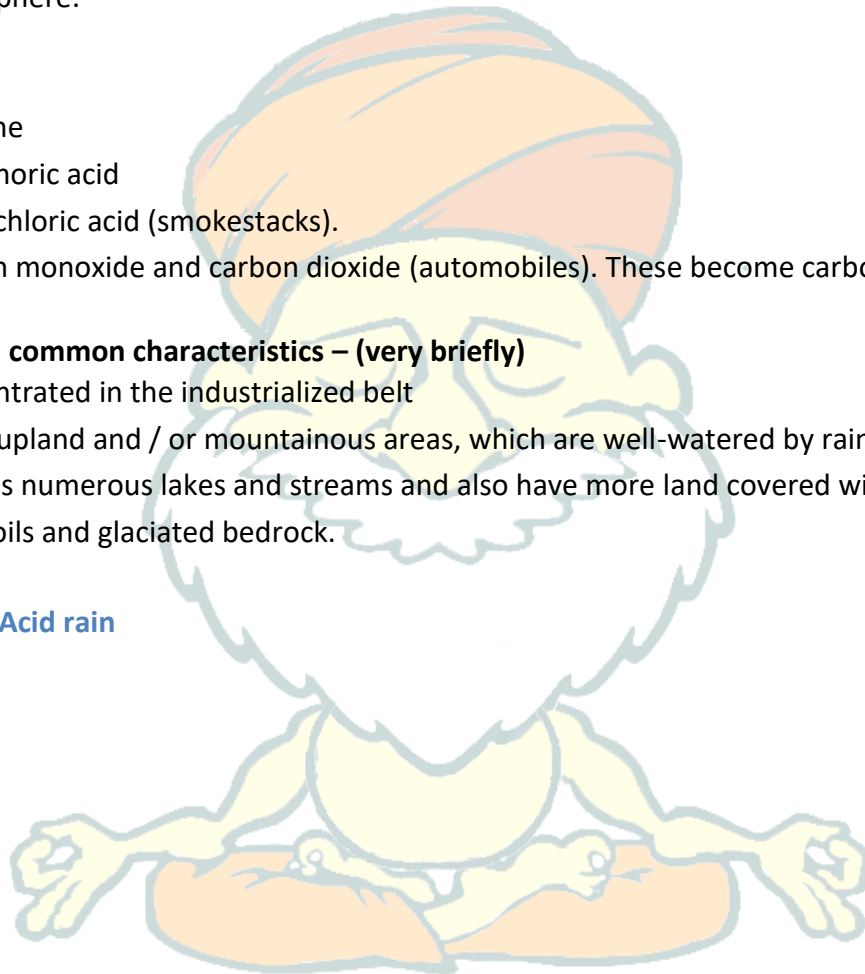 ne
noric acid
chloric acid (smokestacks).
n monoxide and carbon dioxide (automobiles). These become carbo
common characteristics – (very briefly)
ntrated in the industrialized belt
upland and / or mountainous areas, which are well-watered by rain
s numerous lakes and streams and also have more land covered wi
oils and glaciated bedrock.
Acid rain